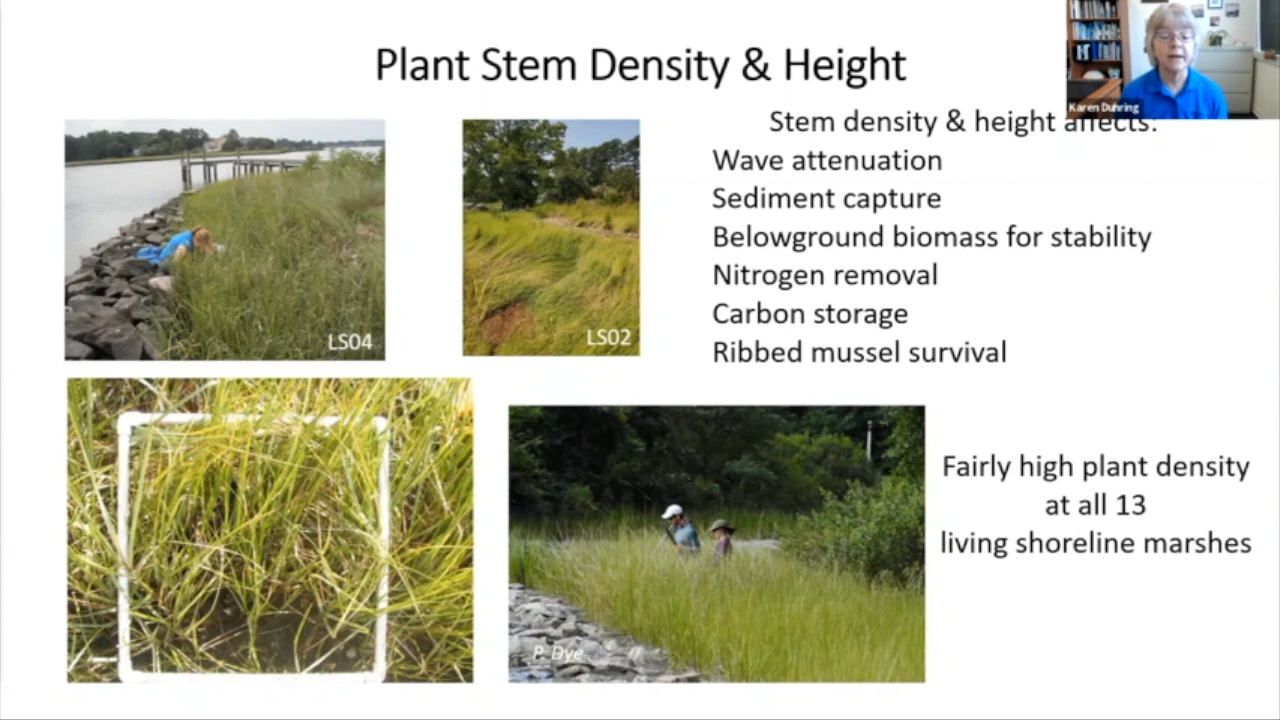 Plant Stem Density & Height
Karen Duhring
Stem density & height affects:
Wave attenuation
Sediment capture
Belowground biomass for stability
Nitrogen removal
Carbon storage
Ribbed mussel survival
LS04
LS02
Fairly high plant density
at all 13
living shoreline marshes
P. Dye